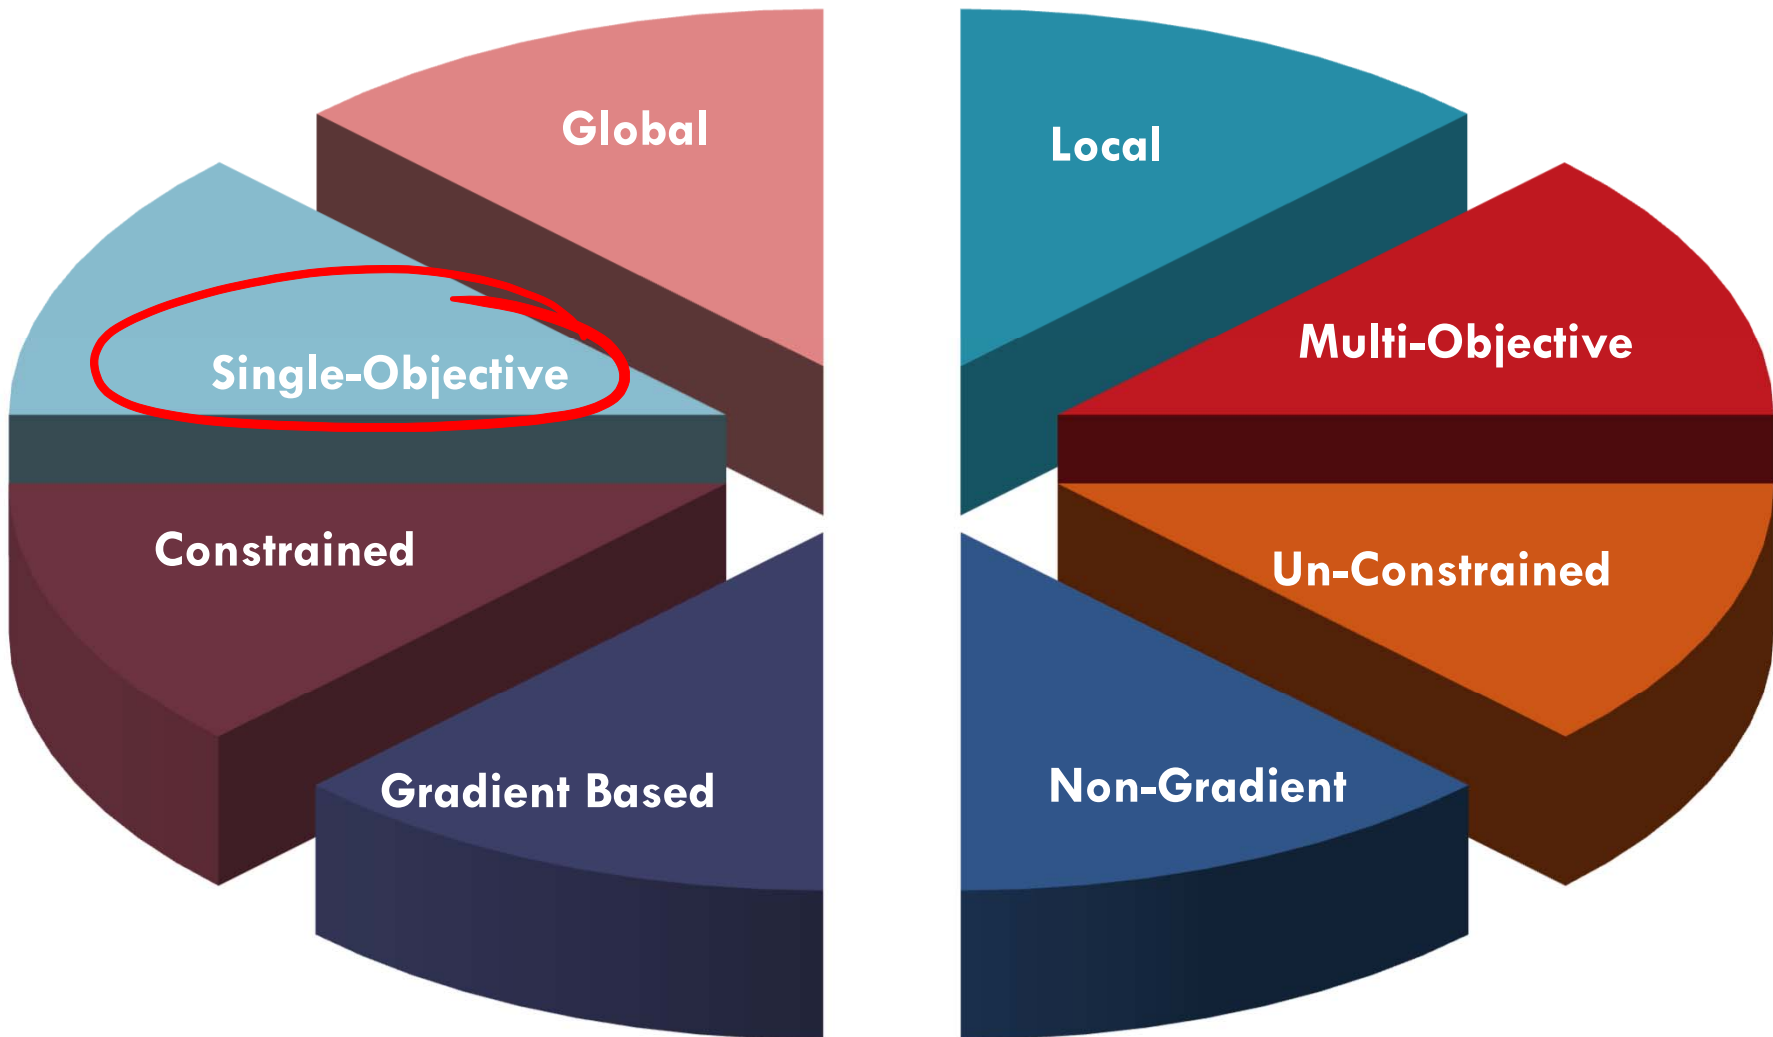 Global
Local
Single-Objective
Multi-Objective
Constrained
Un-Constrained
Gradient Based
Non-Gradient